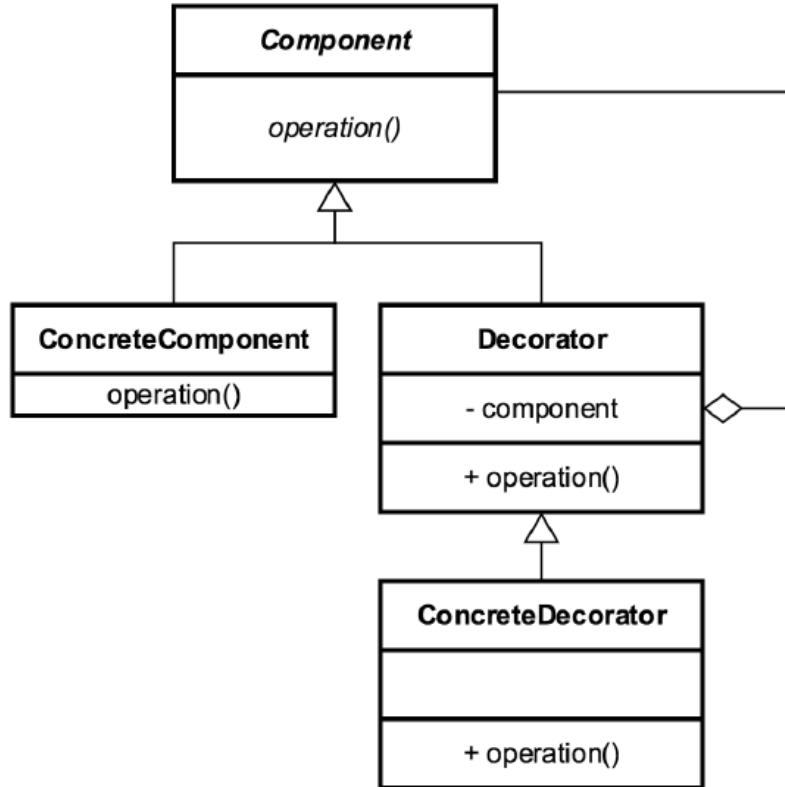 Component
operation()
ConcreteComponent
operation()
Decorator
- component
+ operation()
ConcreteDecorator
+ operation()